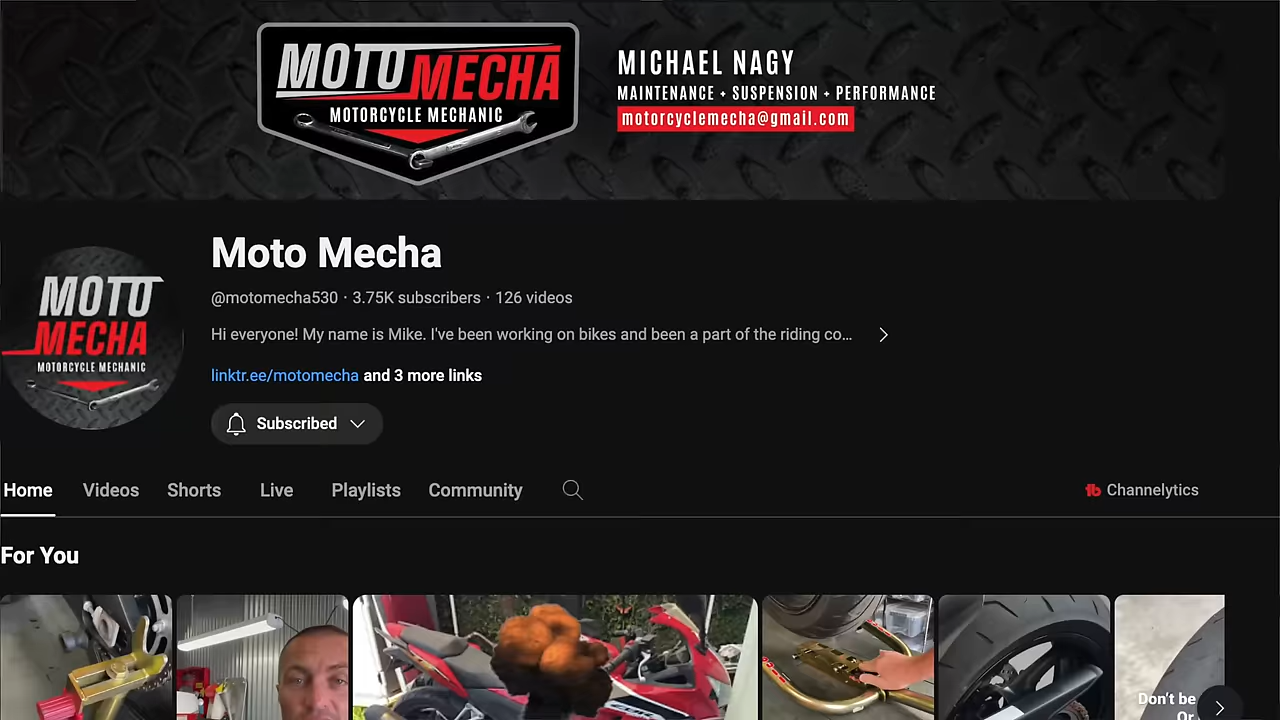 MOTO MECHA
MOTORCYCLE MECHANIC
MICHAEL NAGY
MAINTENANCE + SUSPENSION + PERFORMANCE
motorcyclemecha@gmail.com
MOTO
MECHA
MOTORCYCLE MECHANIC
Moto Mecha
@motomecha530 · 3.75K subscribers · 126 videos
Hi everyone! My name is Mike. I've been working on bikes and been a part of the riding co...
linktr.ee/motomecha and 3 more links
Subscribed
Home Videos Shorts Live Playlists Community
Channelytics
For You
Don't be
Or